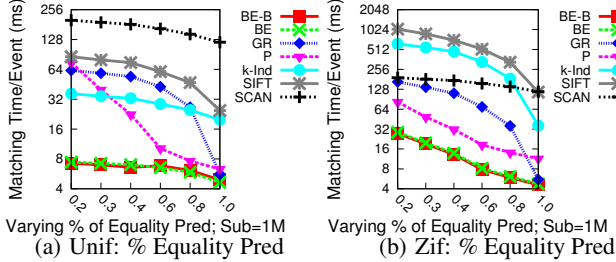 Matching Time/Event (ms)
256
128
64
32
16
8
4
0.2
0.3
0.4
0.6
0.8
1.0
BE-B
BE
GR
P
k-Ind
SIFT
SCAN
Varying % of Equality Pred; Sub=1M
(a) Unif: % Equality Pred
Matching Time/Event (ms)
2048
1024
512
256
128
64
32
16
8
4
0.2
0.3
0.4
0.6
0.8
1.0
BE-B
BE
GR
P
k-Ind
SIFT
SCAN
Varying % of Equality Pred; Sub=1M
(b) Zif: % Equality Pred